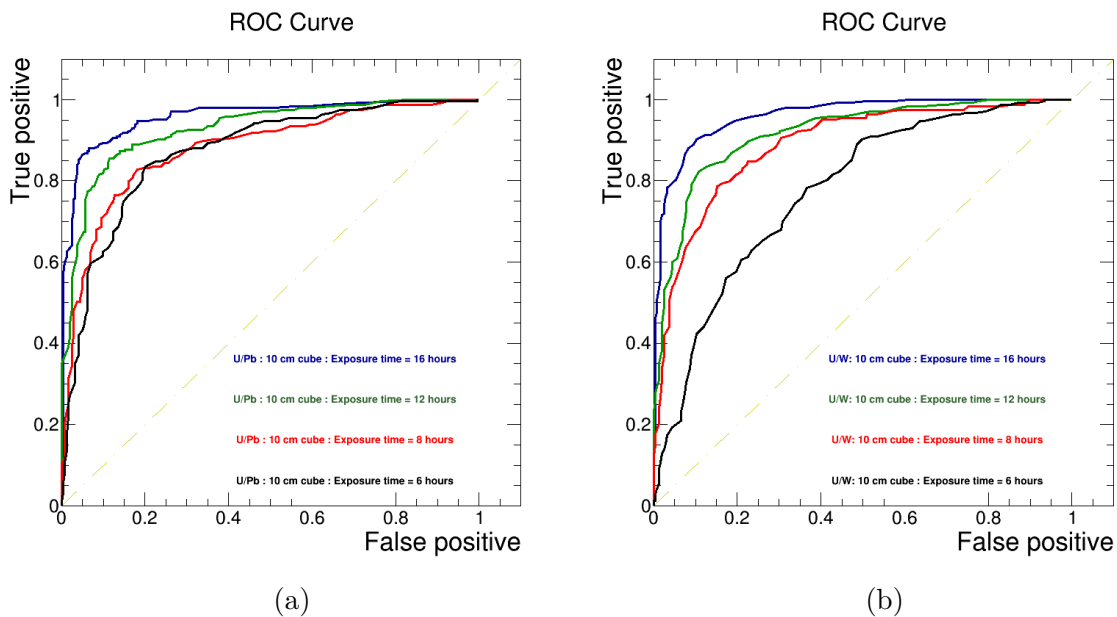 ROC Curve
True positive
1
0.8
0.6
0.4
0.2
0
U/Pb : 10 cm cube : Exposure time = 16 hours
U/Pb : 10 cm cube : Exposure time = 12 hours
U/Pb : 10 cm cube : Exposure time = 8 hours
U/Pb : 10 cm cube : Exposure time = 6 hours
0 0.2 0.4 0.6 0.8 1
False positive
(a)
ROC Curve
True positive
1
0.8
0.6
0.4
0.2
0
U/W: 10 cm cube : Exposure time = 16 hours
U/W: 10 cm cube : Exposure time = 12 hours
U/W: 10 cm cube : Exposure time = 8 hours
U/W: 10 cm cube : Exposure time = 6 hours
0 0.2 0.4 0.6 0.8 1
False positive
(b)